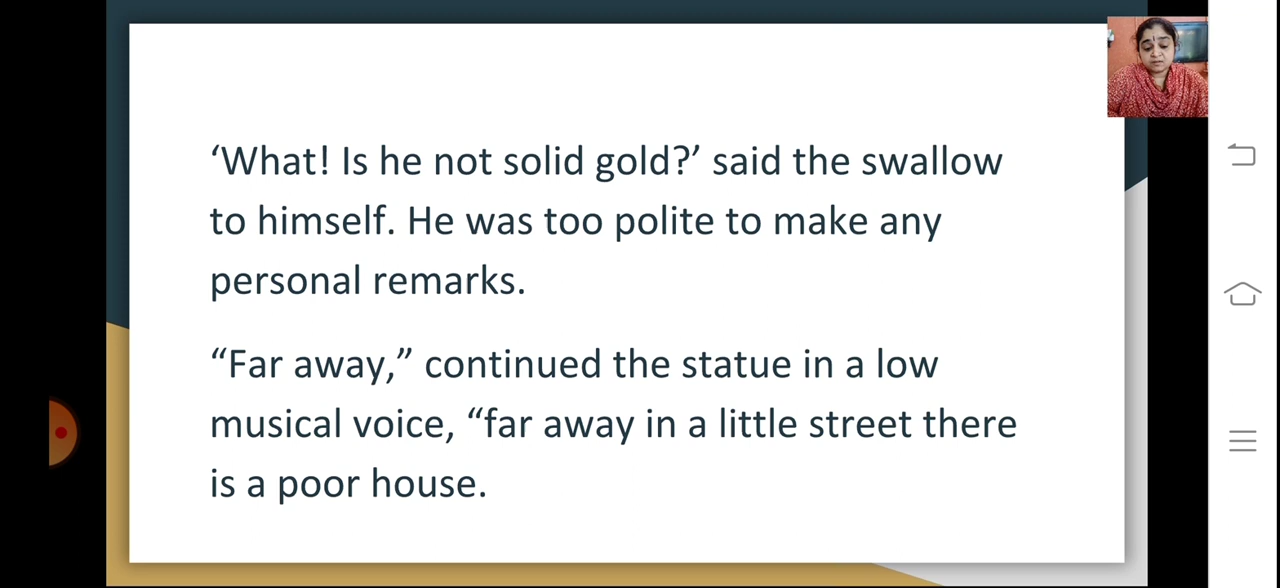 ‘What! Is he not solid gold?’ said the swallow
to himself. He was too polite to make any
personal remarks.
“Far away,” continued the statue in a low
musical voice, “far away in a little street there
is a poor house.